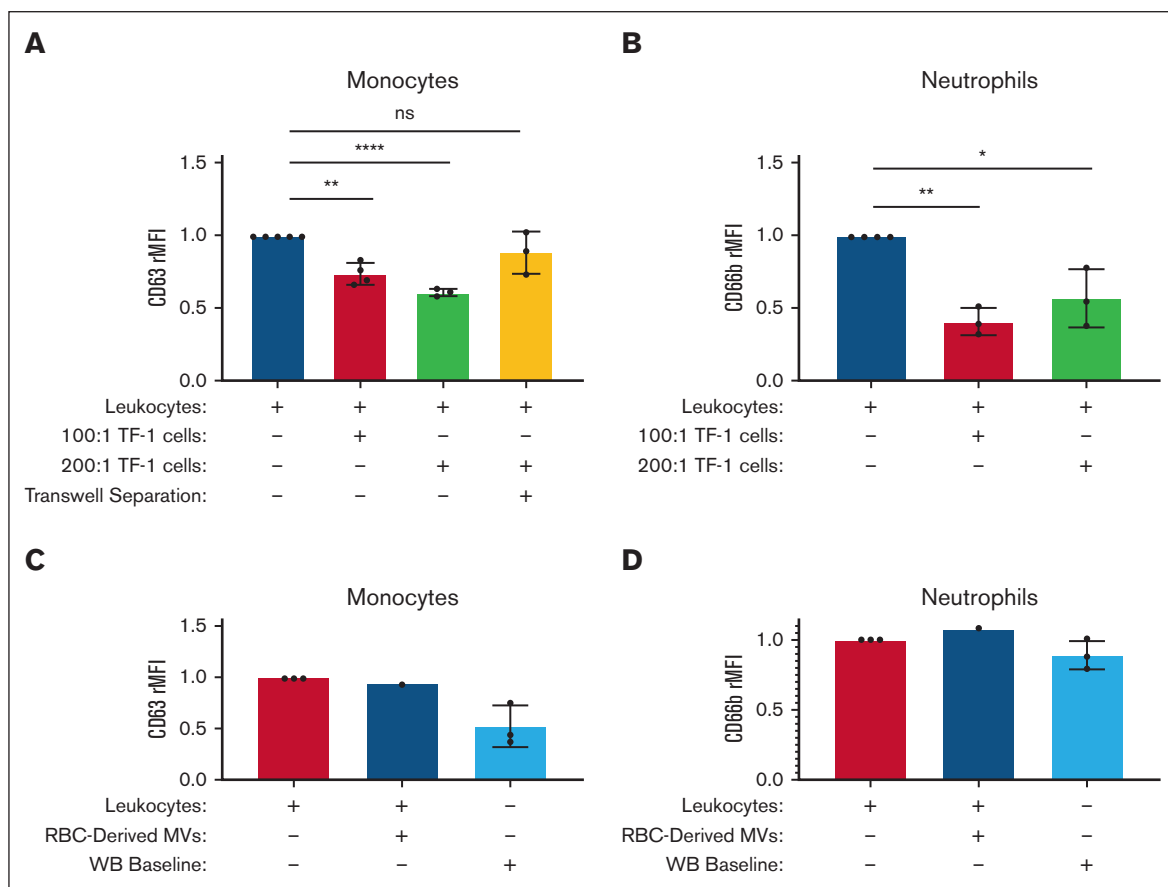 A
Monocytes
ns
****
**
1.5
1.0
0.5
0.0
CD63 rMFI
Leukocytes: + + + +
100:1 TF-1 cells: – + – –
200:1 TF-1 cells: – – + +
Transwell Separation: – – – +
B
Neutrophils
*
**
1.5
1.0
0.5
0.0
CD66b rMFI
Leukocytes: + + +
100:1 TF-1 cells: – + –
200:1 TF-1 cells: – – +
C
Monocytes
1.5
1.0
0.5
0.0
CD63 rMFI
Leukocytes: + + –
RBC-Derived MVs: – + –
WB Baseline: – – +
D
Neutrophils
1.0
0.5
0.0
CD66b rMFI
Leukocytes: + + –
RBC-Derived MVs: – + –
WB Baseline: – – +